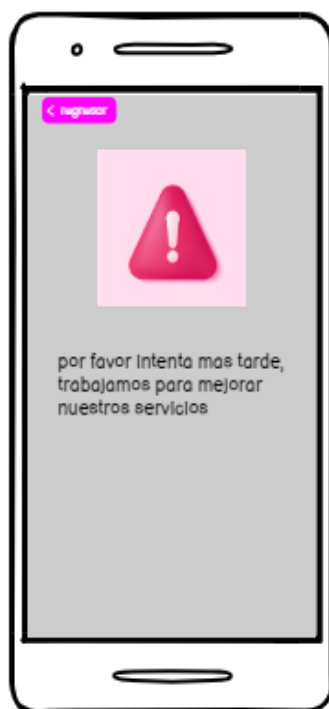 < regresar
por favor intenta mas tarde,
trabajamos para mejorar
nuestros servicios